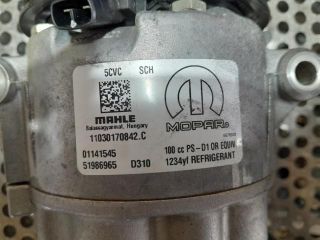 5CVC SCH
MAHLE
Balassagyarmat, Hungary
11030170842.C
01141545
51986965 D310
MOPAR
100 cc PS-D1 OR EQUIV
1234yf REFRIGERANT